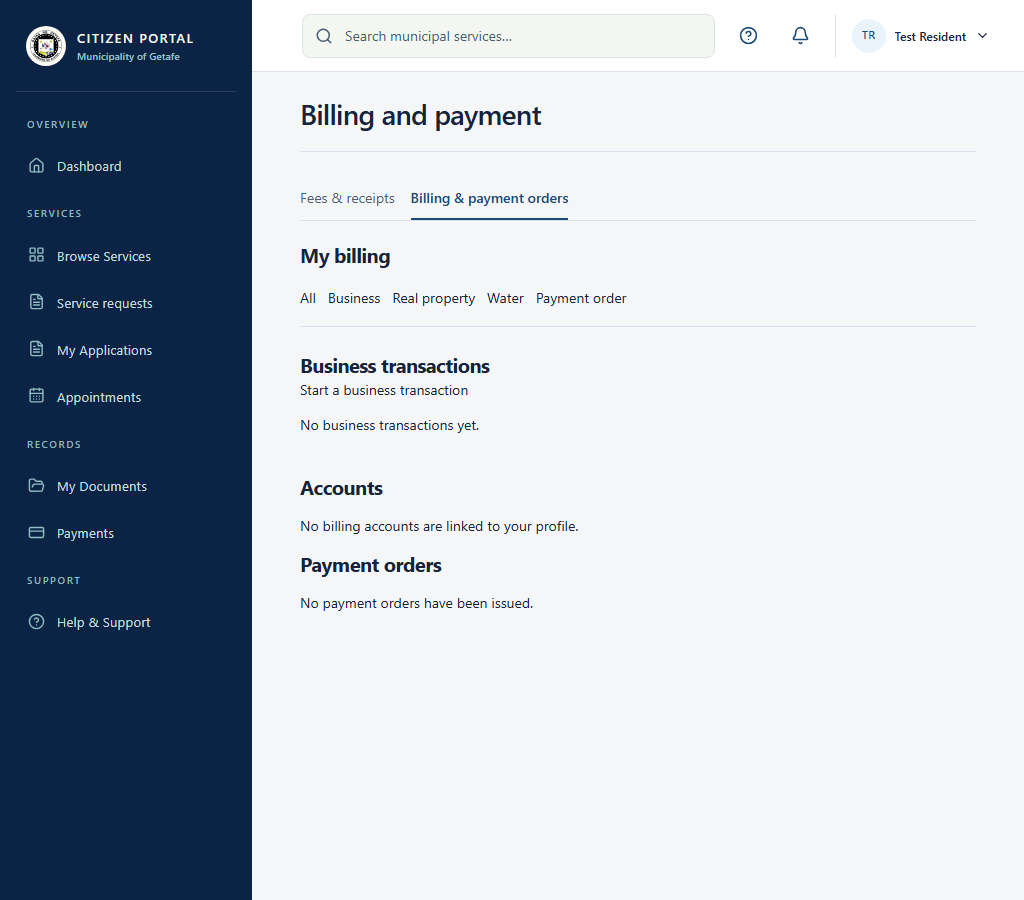 CITIZEN PORTAL
Municipality of Getafe
OVERVIEW
Dashboard
SERVICES
Browse Services
Service requests
My Applications
Appointments
RECORDS
My Documents
Payments
SUPPORT
Help & Support
Search municipal services...
TR
Test Resident
Billing and payment
Fees & receipts
Billing & payment orders
My billing
All Business Real property Water Payment order
Business transactions
Start a business transaction
No business transactions yet.
Accounts
No billing accounts are linked to your profile.
Payment orders
No payment orders have been issued.